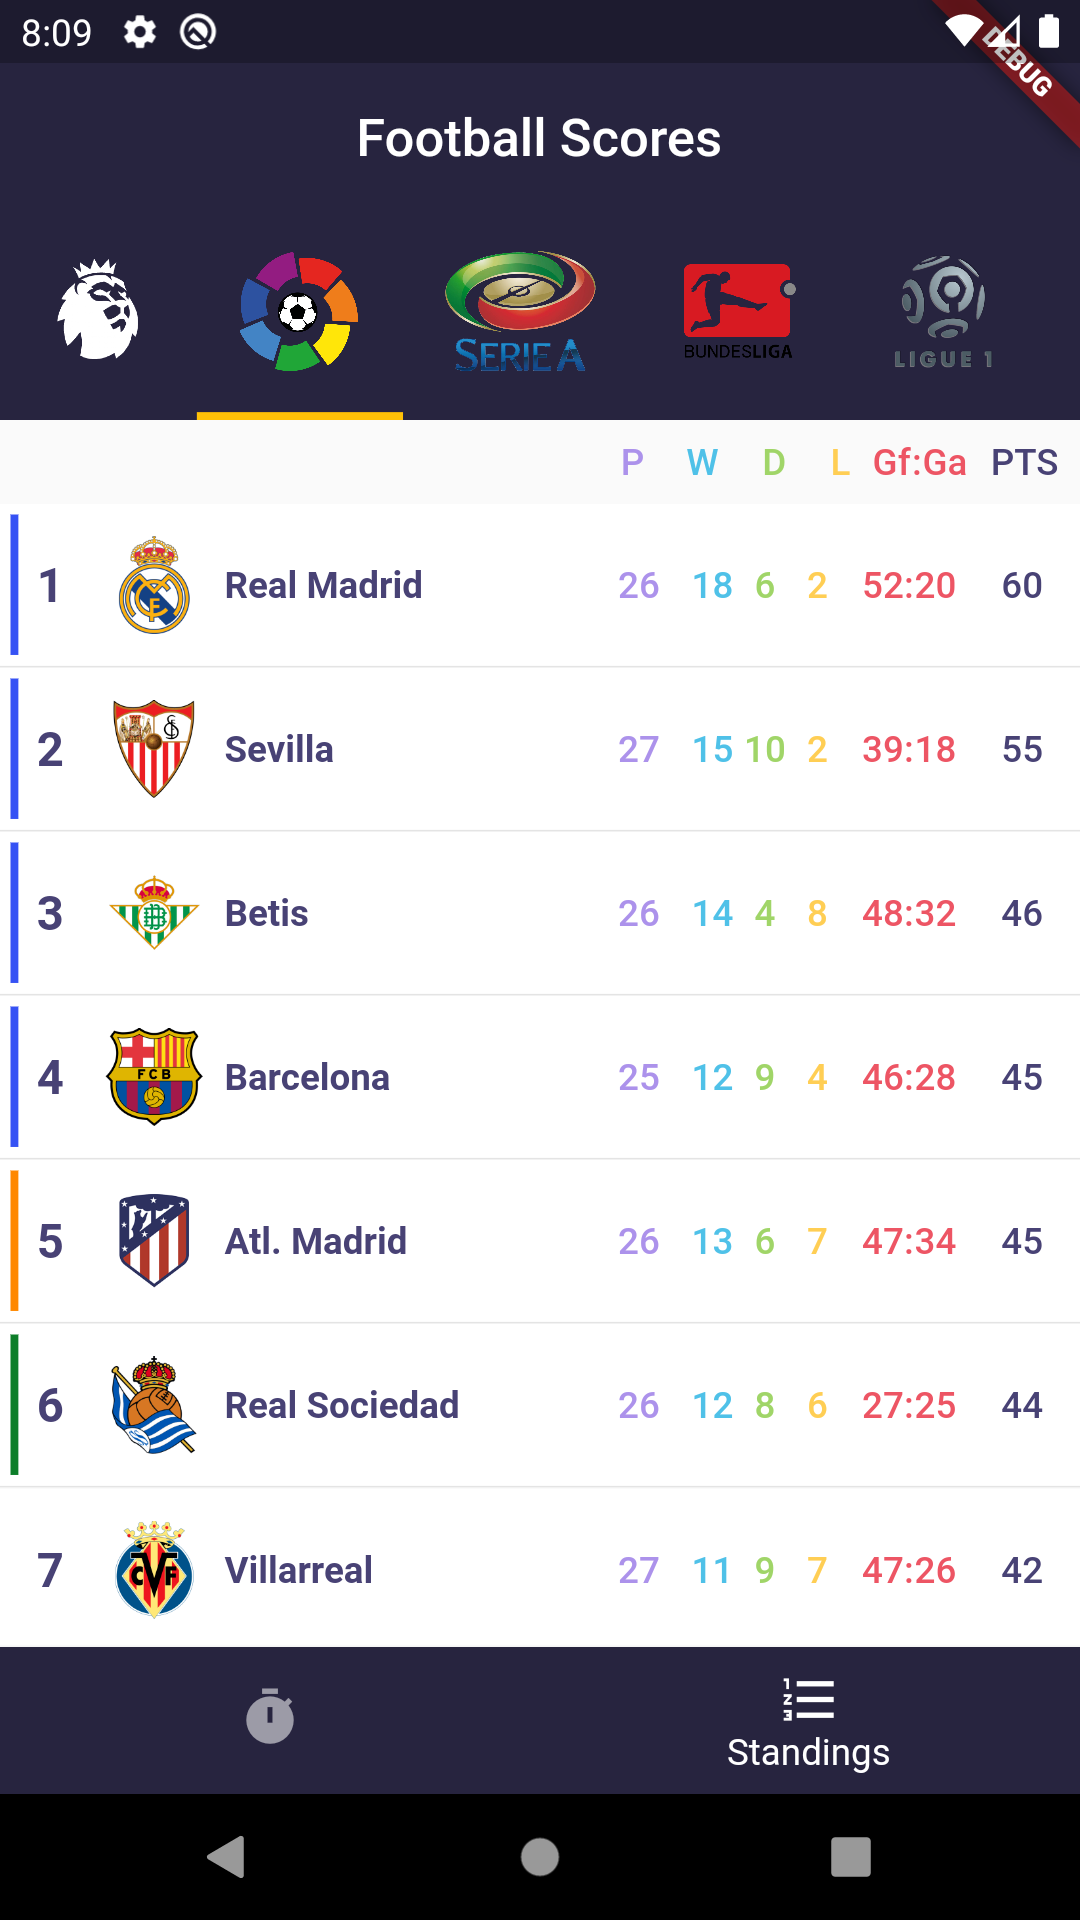 8:09
DEBUG
Football Scores
SERIE A
BUNDESLIGA
LIGUE 1
P W D L Gf:Ga PTS
1 Real Madrid 26 18 6 2 52:20 60
2 Sevilla 27 15 10 2 39:18 55
3 Betis 26 14 4 8 48:32 46
4 FCB Barcelona 25 12 9 4 46:28 45
5 Atl. Madrid 26 13 6 7 47:34 45
6 Real Sociedad 26 12 8 6 27:25 44
7 CVF Villarreal 27 11 9 7 47:26 42
Standings